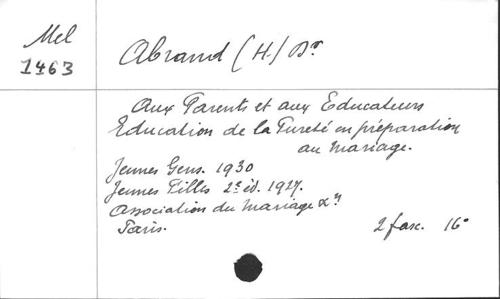 Mel
1463
Abrand (H.) Dr
Aux Parents et aux Educateurs
Education de la Pureté en préparation
au Mariage.
Jeunes Gens. 1930
Jeunes Filles 2e éd. 1927.
Association du Mariage Xn
Paris.
2 fasc. 16°